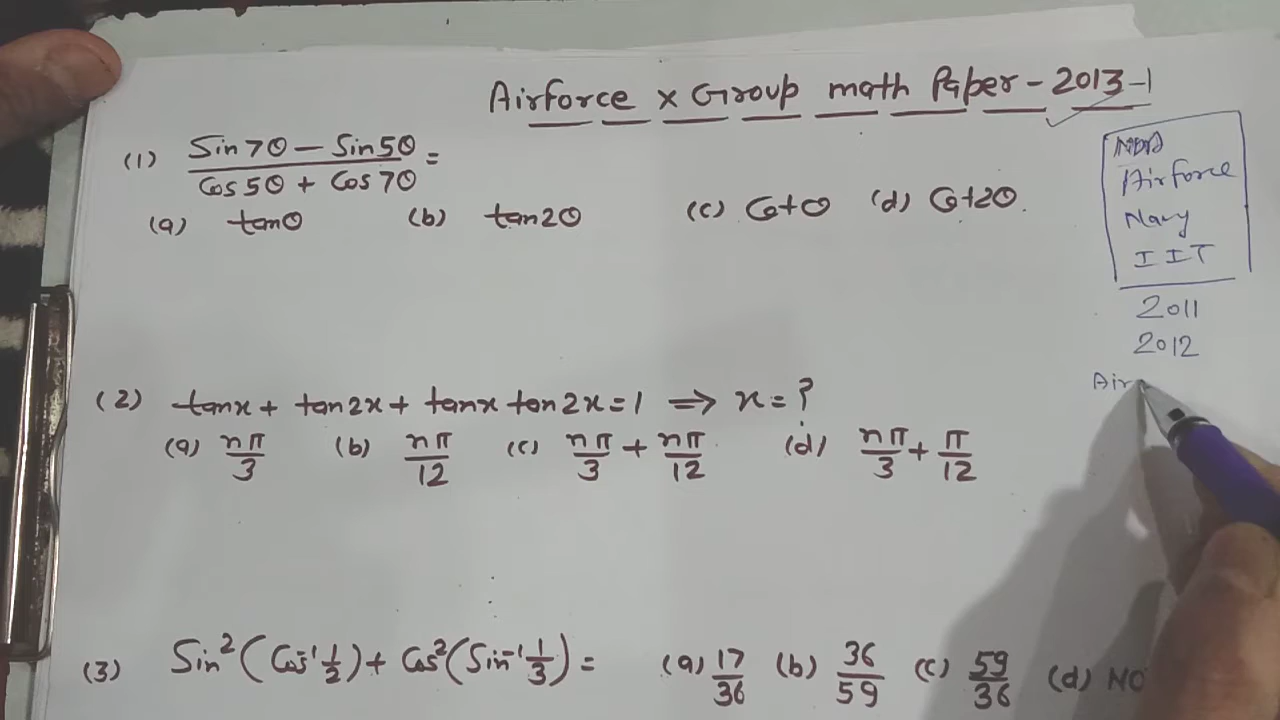 Airforce x Group math Paper - 2013-1
(1) Sin7θ - Sin5θ / Cos5θ + Cos7θ =
(a) tanθ (b) tan2θ (c) Cotθ (d) Cot2θ.
NDA
Airforce
Navy
IIT
2011
2012
Air
(2) tanx + tan2x + tanx tan2x = 1 ⇒ x = ?
(a) nπ/3 (b) nπ/12 (c) nπ/3 + nπ/12 (d) nπ/3 + π/12
(3) Sin²(Cos⁻¹ 1/2) + Cos²(Sin⁻¹ 1/3) = (a) 17/36 (b) 36/59 (c) 59/36 (d) NO